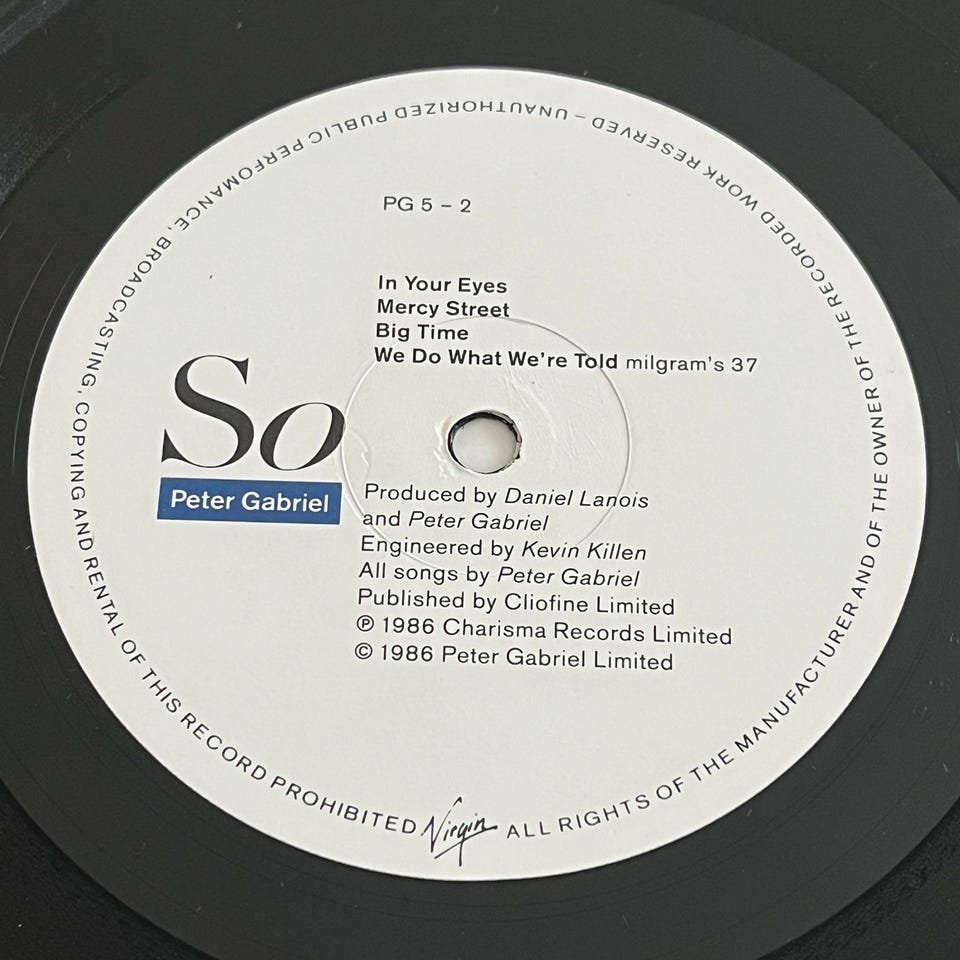 PG 5 – 2
In Your Eyes
Mercy Street
Big Time
We Do What We're Told milgram's 37
So
Peter Gabriel
Produced by Daniel Lanois
and Peter Gabriel
Engineered by Kevin Killen
All songs by Peter Gabriel
Published by Cliofine Limited
℗ 1986 Charisma Records Limited
© 1986 Peter Gabriel Limited
ALL RIGHTS OF THE MANUFACTURER AND OF THE OWNER OF THE RECORDED WORK RESERVED – UNAUTHORIZED PUBLIC PERFOMANCE, BROADCASTING, COPYING AND RENTAL OF THIS RECORD PROHIBITED
Virgin